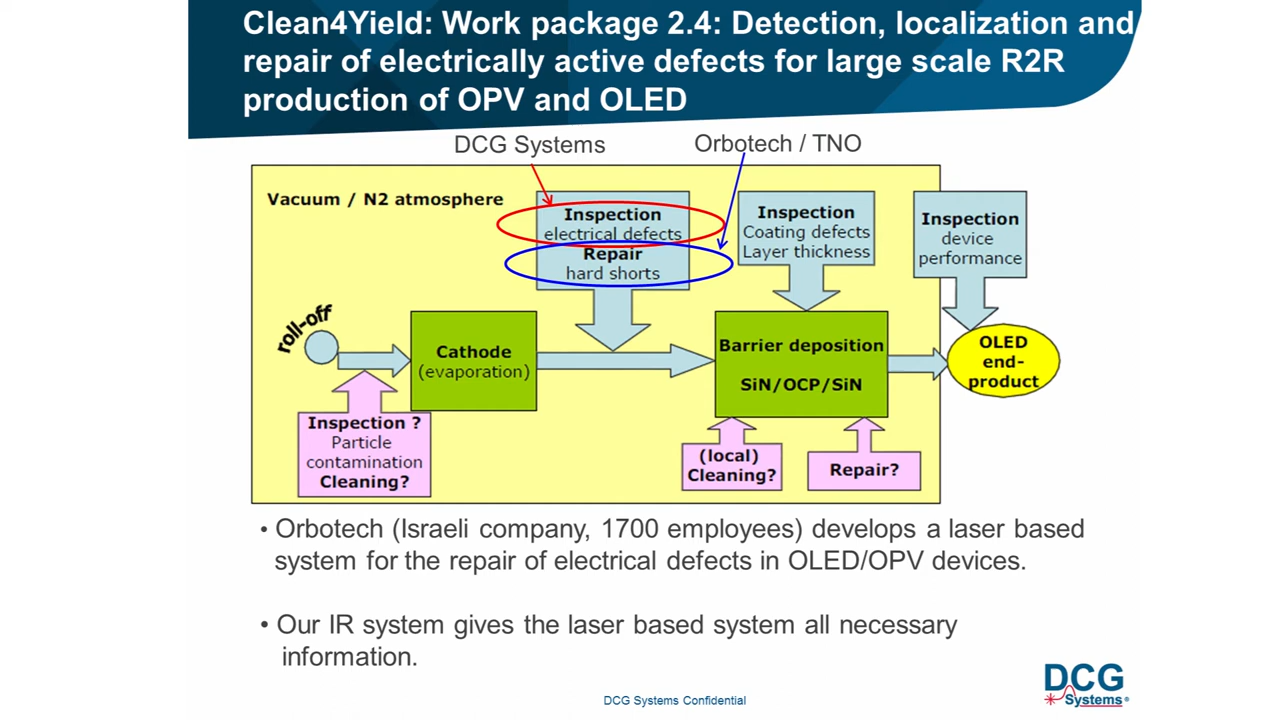 Clean4Yield: Work package 2.4: Detection, localization and
repair of electrically active defects for large scale R2R
production of OPV and OLED
DCG Systems
Orbotech / TNO
Vacuum / N2 atmosphere
Inspection
electrical defects
Repair
hard shorts
Inspection
Coating defects
Layer thickness
Inspection
device
performance
roll-off
Cathode
(evaporation)
Barrier deposition
SiN/OCP/SiN
OLED
end-
product
Inspection ?
Particle
contamination
Cleaning?
(local)
Cleaning?
Repair?
• Orbotech (Israeli company, 1700 employees) develops a laser based
system for the repair of electrical defects in OLED/OPV devices.
• Our IR system gives the laser based system all necessary
information.
DCG Systems Confidential
DCG
Systems®